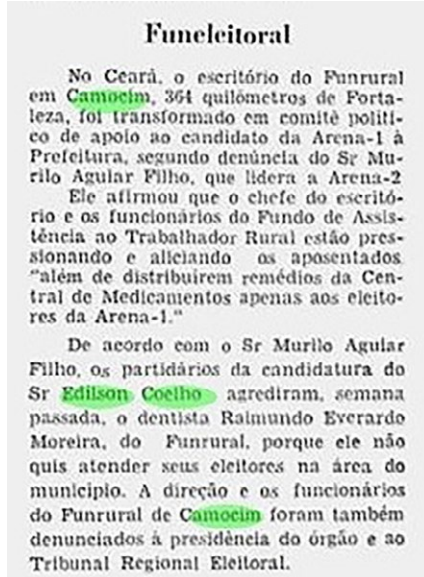 Funeleitoral
No Ceará, o escritório do Funrural
em Camocim, 364 quilômetros de Forta-
leza, foi transformado em comitê políti-
co de apoio ao candidato da Arena-1 à
Prefeitura, segundo denúncia do Sr Mu-
rilo Aguiar Filho, que lidera a Arena-2
Ele afirmou que o chefe do escritó-
rio e os funcionários do Fundo de Assis-
tência ao Trabalhador Rural estão pres-
sionando e aliciando os aposentados
"além de distribuirem remédios da Cen-
tral de Medicamentos apenas aos eleito-
res da Arena-1."
De acordo com o Sr Murilo Aguiar
Filho, os partidários da candidatura do
Sr Edilson Coelho agrediram, semana
passada, o dentista Raimundo Everardo
Moreira, do Funrural, porque ele não
quis atender seus eleitores na área do
município. A direção e os funcionários
do Funrural de Camocim foram também
denunciados à presidência do órgão e ao
Tribunal Regional Eleitoral.